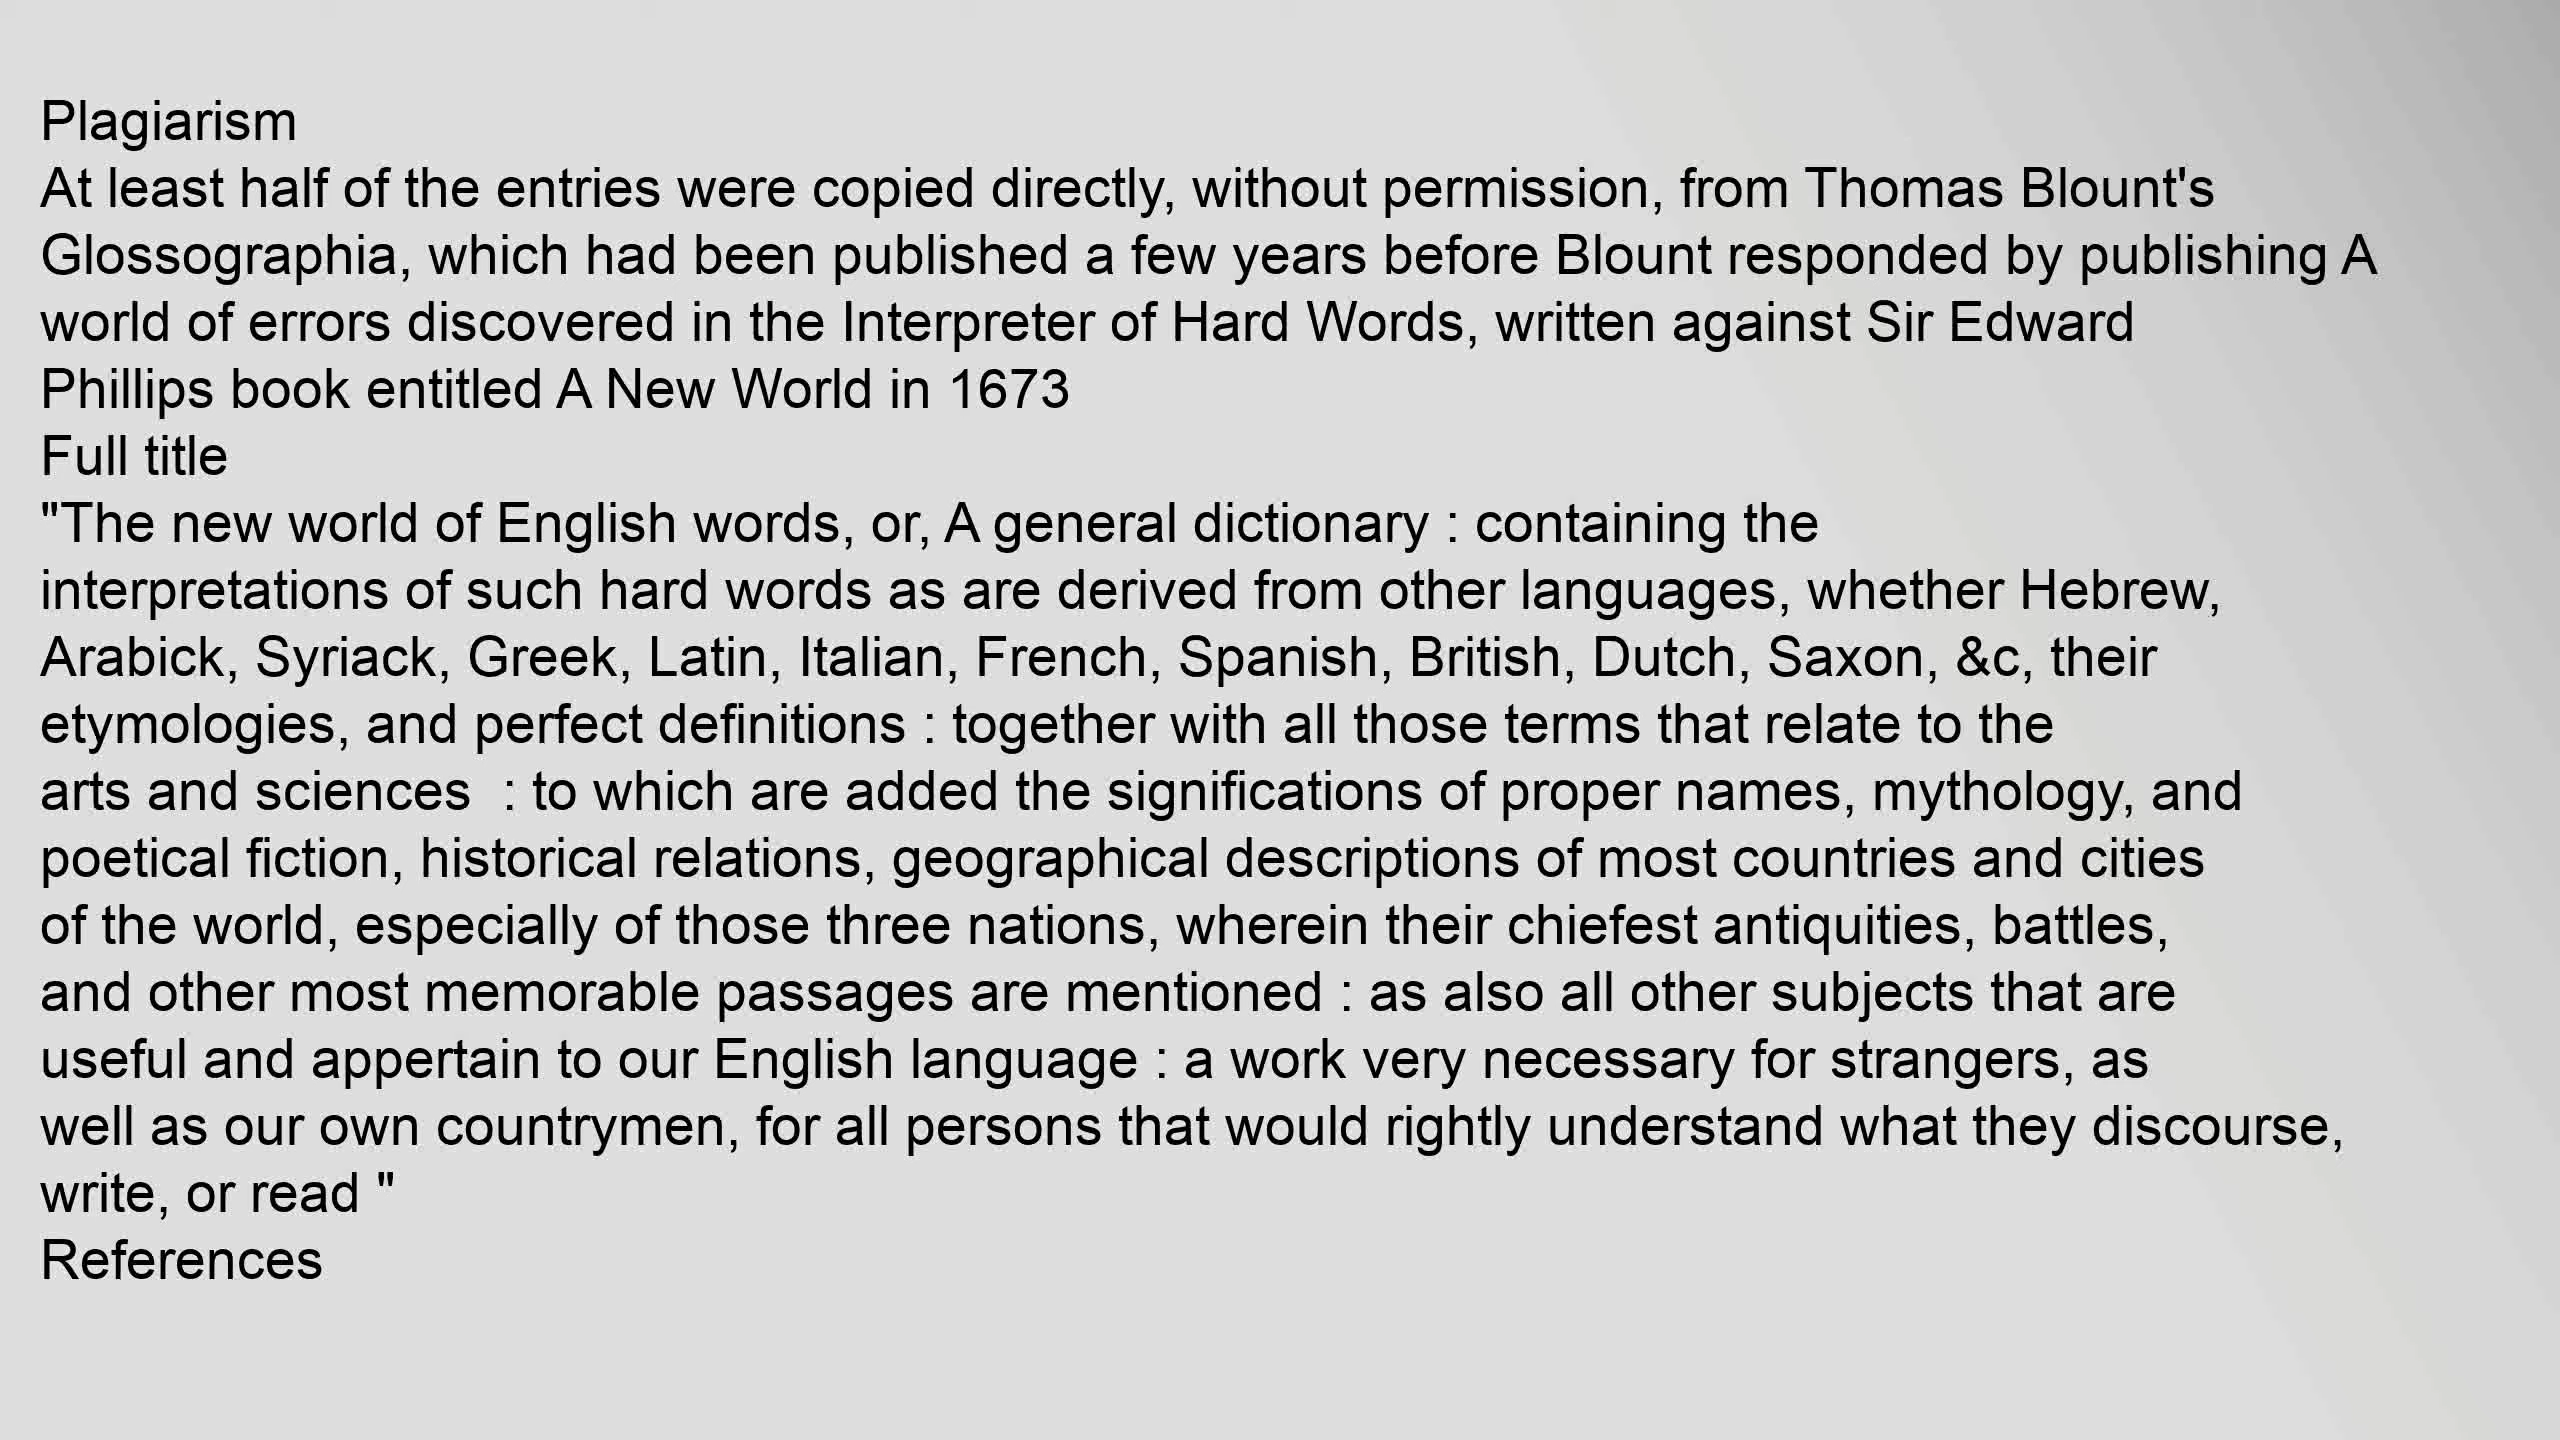 Plagiarism
At least half of the entries were copied directly, without permission, from Thomas Blount's
Glossographia, which had been published a few years before Blount responded by publishing A
world of errors discovered in the Interpreter of Hard Words, written against Sir Edward
Phillips book entitled A New World in 1673
Full title
"The new world of English words, or, A general dictionary : containing the
interpretations of such hard words as are derived from other languages, whether Hebrew,
Arabick, Syriack, Greek, Latin, Italian, French, Spanish, British, Dutch, Saxon, &c, their
etymologies, and perfect definitions : together with all those terms that relate to the
arts and sciences  : to which are added the significations of proper names, mythology, and
poetical fiction, historical relations, geographical descriptions of most countries and cities
of the world, especially of those three nations, wherein their chiefest antiquities, battles,
and other most memorable passages are mentioned : as also all other subjects that are
useful and appertain to our English language : a work very necessary for strangers, as
well as our own countrymen, for all persons that would rightly understand what they discourse,
write, or read "
References